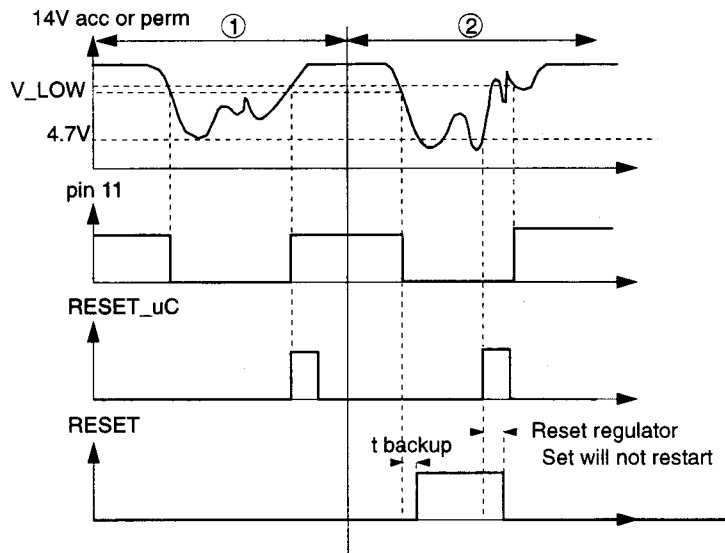 14V acc or perm
1
2
V_LOW
4.7V
pin 11
RESET_uC
RESET
t backup
Reset regulator
Set will not restart